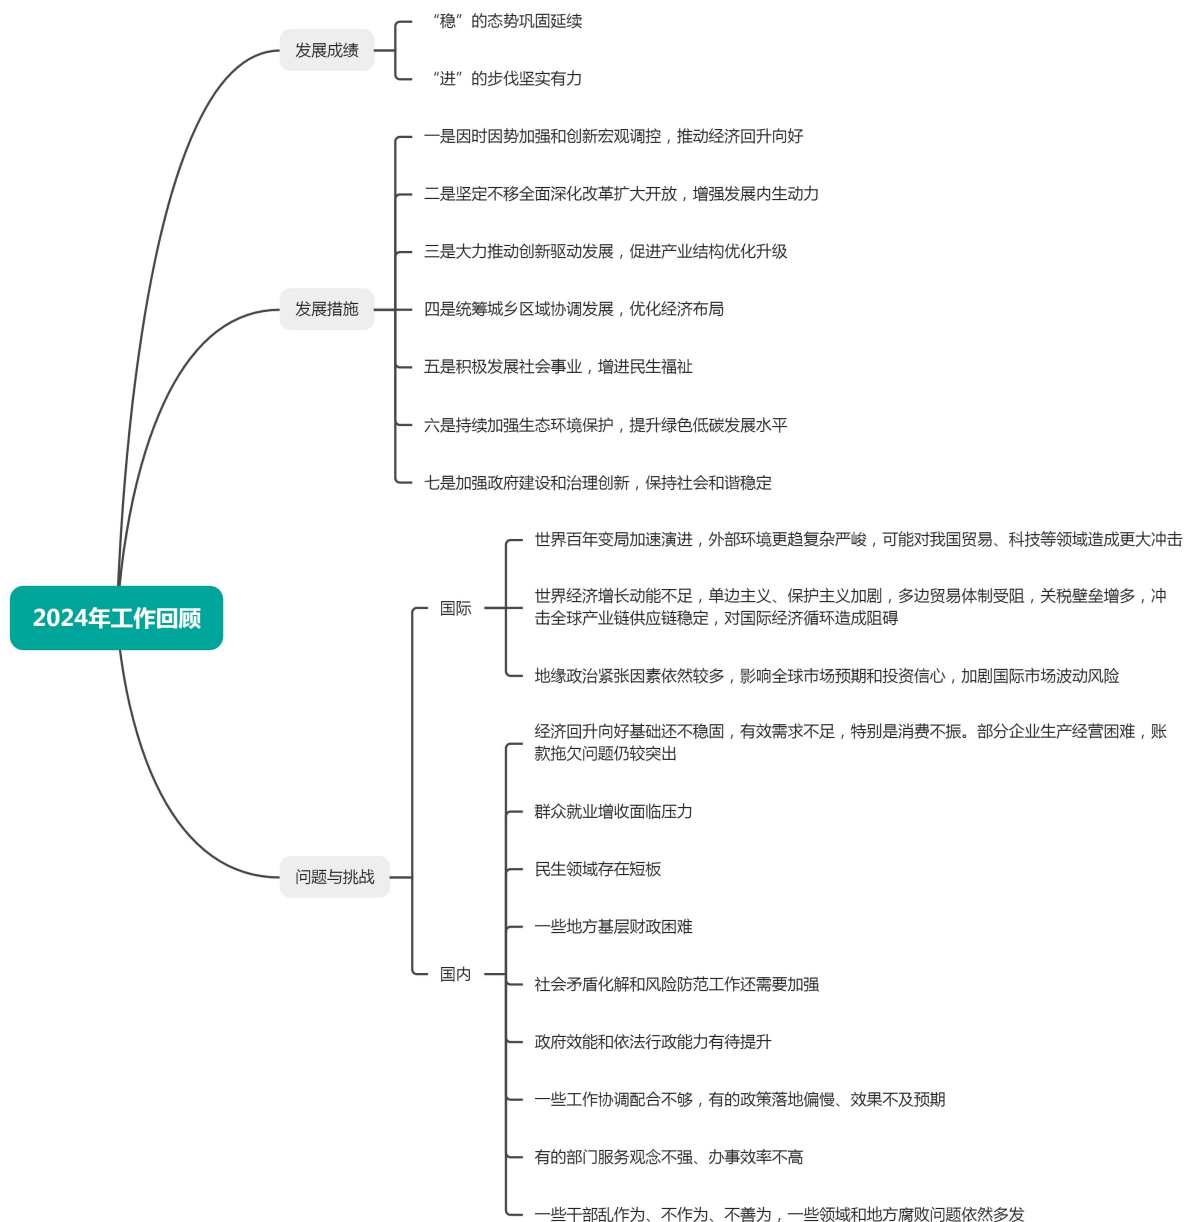 2024年工作回顾
发展成绩
“稳”的态势巩固延续
“进”的步伐坚实有力
发展措施
一是因时因势加强和创新宏观调控，推动经济回升向好
二是坚定不移全面深化改革扩大开放，增强发展内生动力
三是大力推动创新驱动发展，促进产业结构优化升级
四是统筹城乡区域协调发展，优化经济布局
五是积极发展社会事业，增进民生福祉
六是持续加强生态环境保护，提升绿色低碳发展水平
七是加强政府建设和治理创新，保持社会和谐稳定
问题与挑战
国际
世界百年变局加速演进，外部环境更趋复杂严峻，可能对我国贸易、科技等领域造成更大冲击
世界经济增长动能不足，单边主义、保护主义加剧，多边贸易体制受阻，关税壁垒增多，冲
击全球产业链供应链稳定，对国际经济循环造成阻碍
地缘政治紧张因素依然较多，影响全球市场预期和投资信心，加剧国际市场波动风险
国内
经济回升向好基础还不稳固，有效需求不足，特别是消费不振。部分企业生产经营困难，账
款拖欠问题仍较突出
群众就业增收面临压力
民生领域存在短板
一些地方基层财政困难
社会矛盾化解和风险防范工作还需要加强
政府效能和依法行政能力有待提升
一些工作协调配合不够，有的政策落地偏慢、效果不及预期
有的部门服务观念不强、办事效率不高
一些干部乱作为、不作为、不善为，一些领域和地方腐败问题依然多发